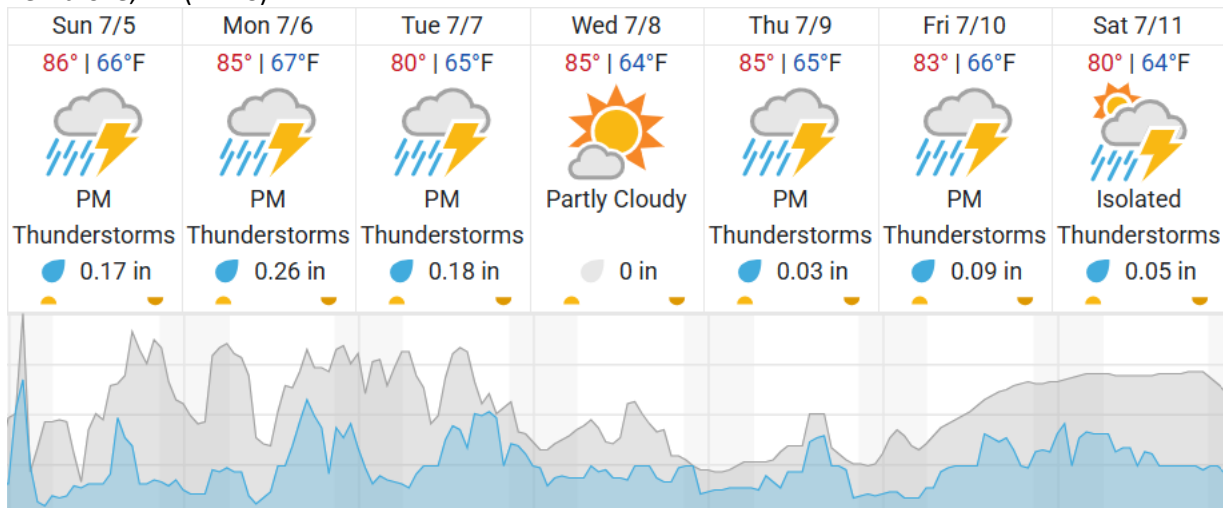 Sun 7/5 Mon 7/6 Tue 7/7 Wed 7/8 Thu 7/9 Fri 7/10 Sat 7/11
86° | 66°F 85° | 67°F 80° | 65°F 85° | 64°F 85° | 65°F 83° | 66°F 80° | 64°F
PM PM PM Partly Cloudy PM PM Isolated
Thunderstorms Thunderstorms Thunderstorms Thunderstorms Thunderstorms Thunderstorms
0.17 in 0.26 in 0.18 in 0 in 0.03 in 0.09 in 0.05 in